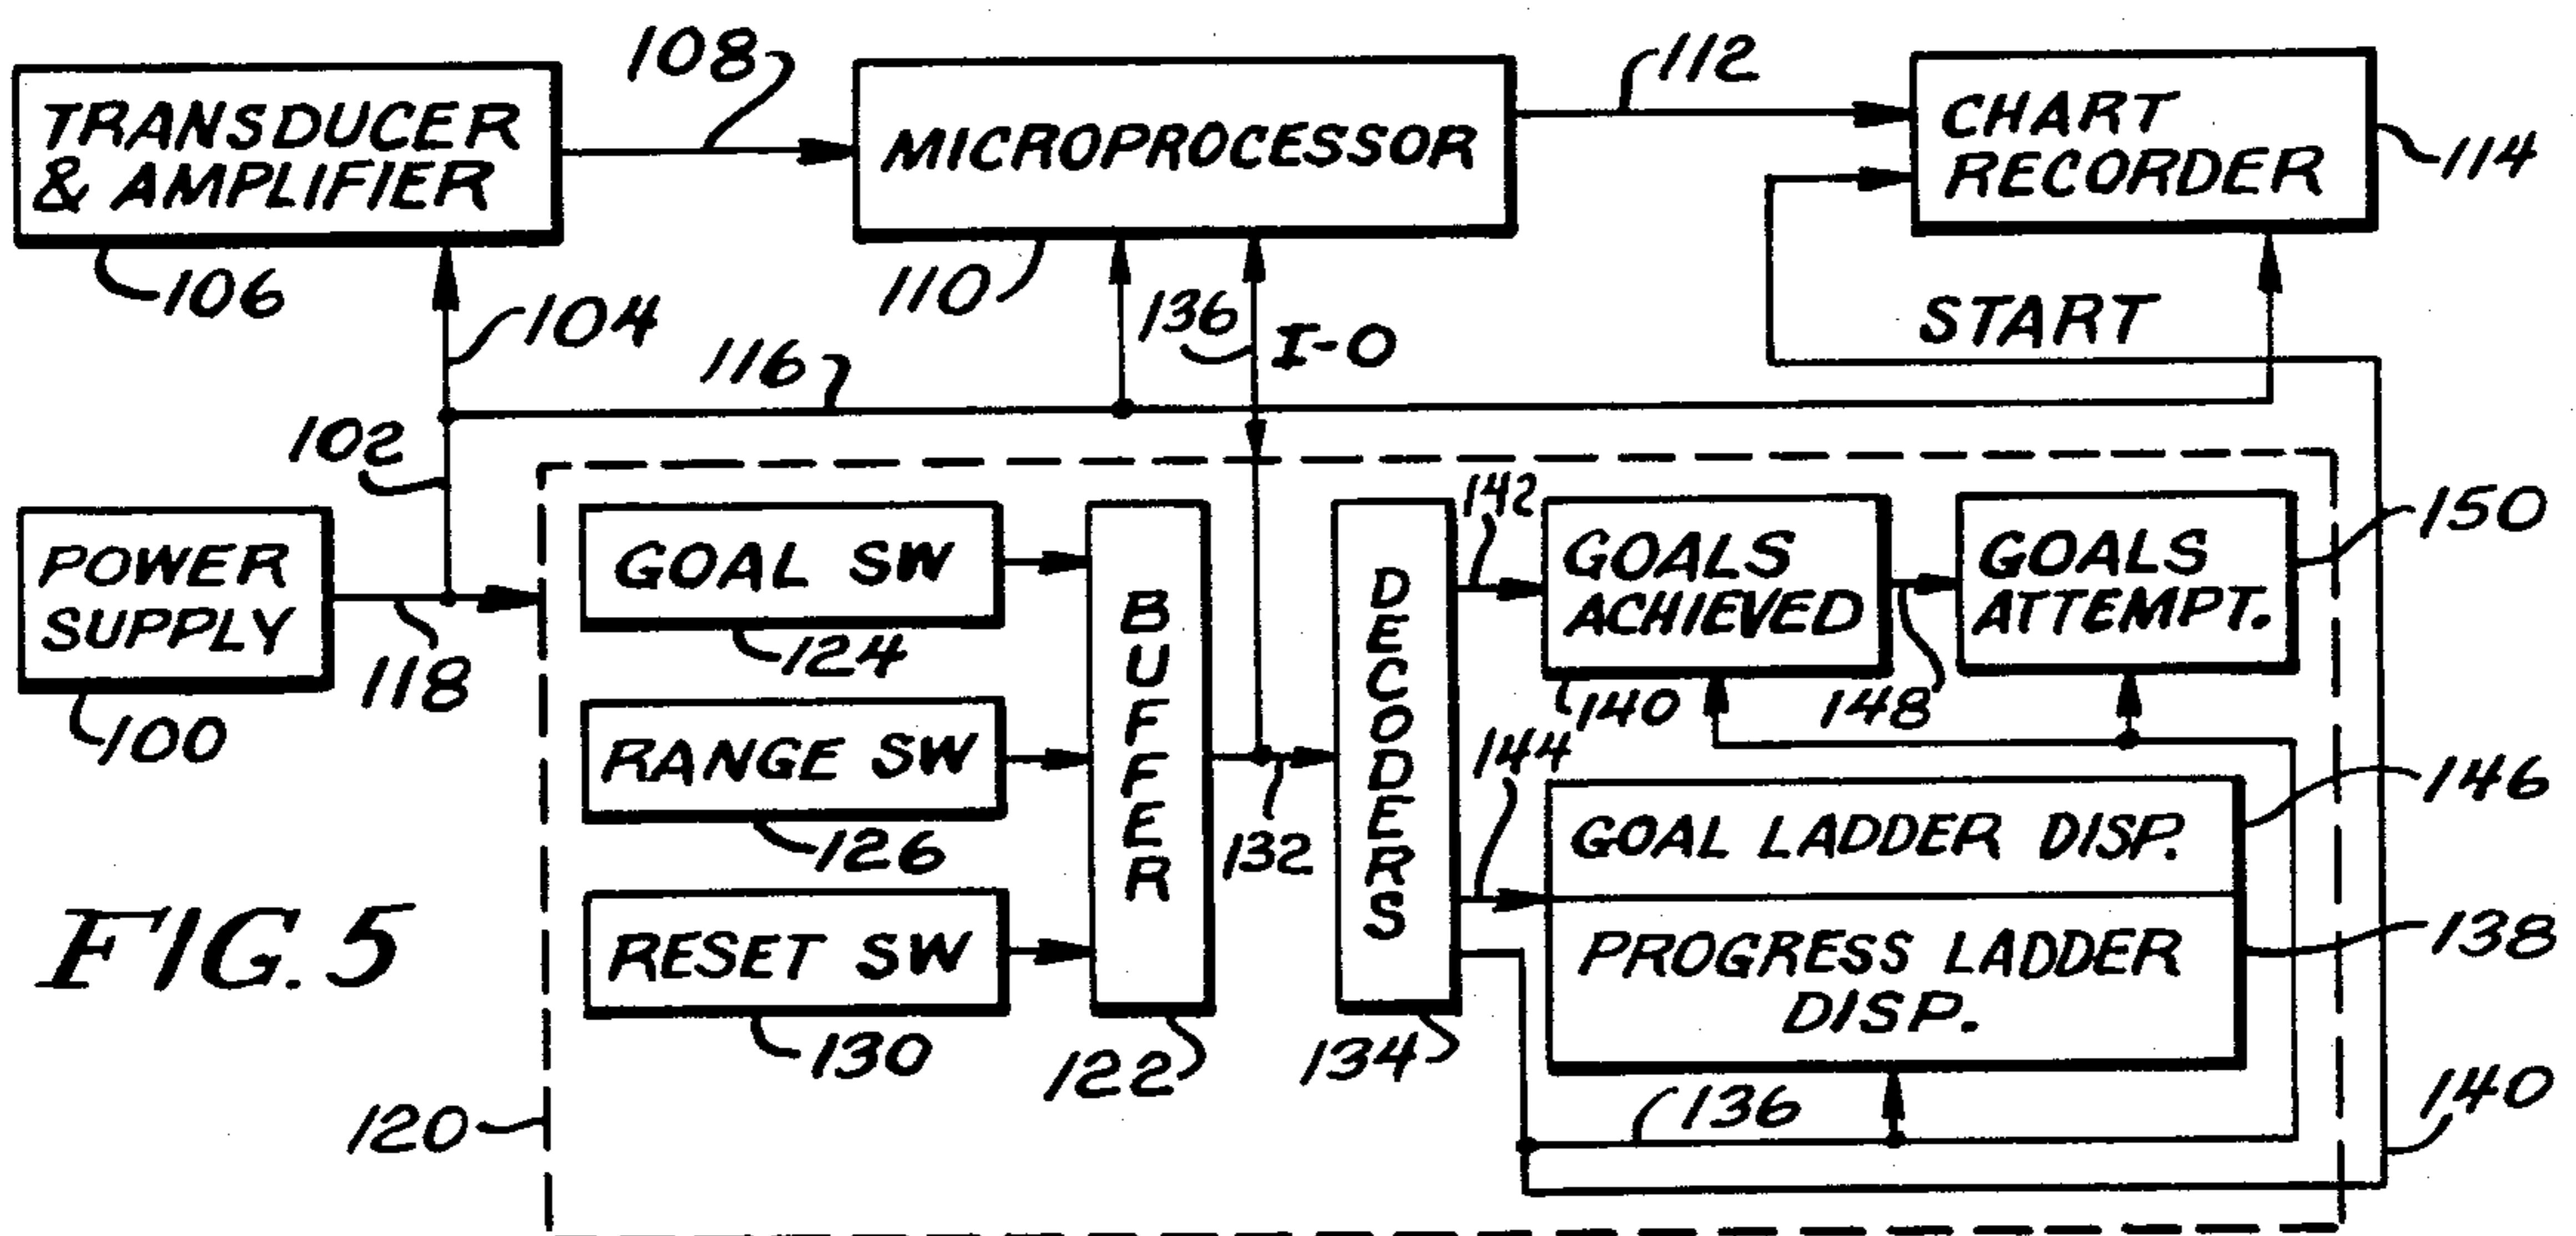 108
112
TRANSDUCER
& AMPLIFIER
MICROPROCESSOR
CHART
RECORDER
114
106
104
110
136
I-O
START
116
102
POWER
SUPPLY
118
100
GOAL SW
124
RANGE SW
126
RESET SW
130
BUFFER
122
132
DECODERS
134
142
GOALS
ACHIEVED
140
148
GOALS
ATTEMPT.
150
144
GOAL LADDER DISP.
146
PROGRESS LADDER
DISP.
138
136
140
120
FIG. 5